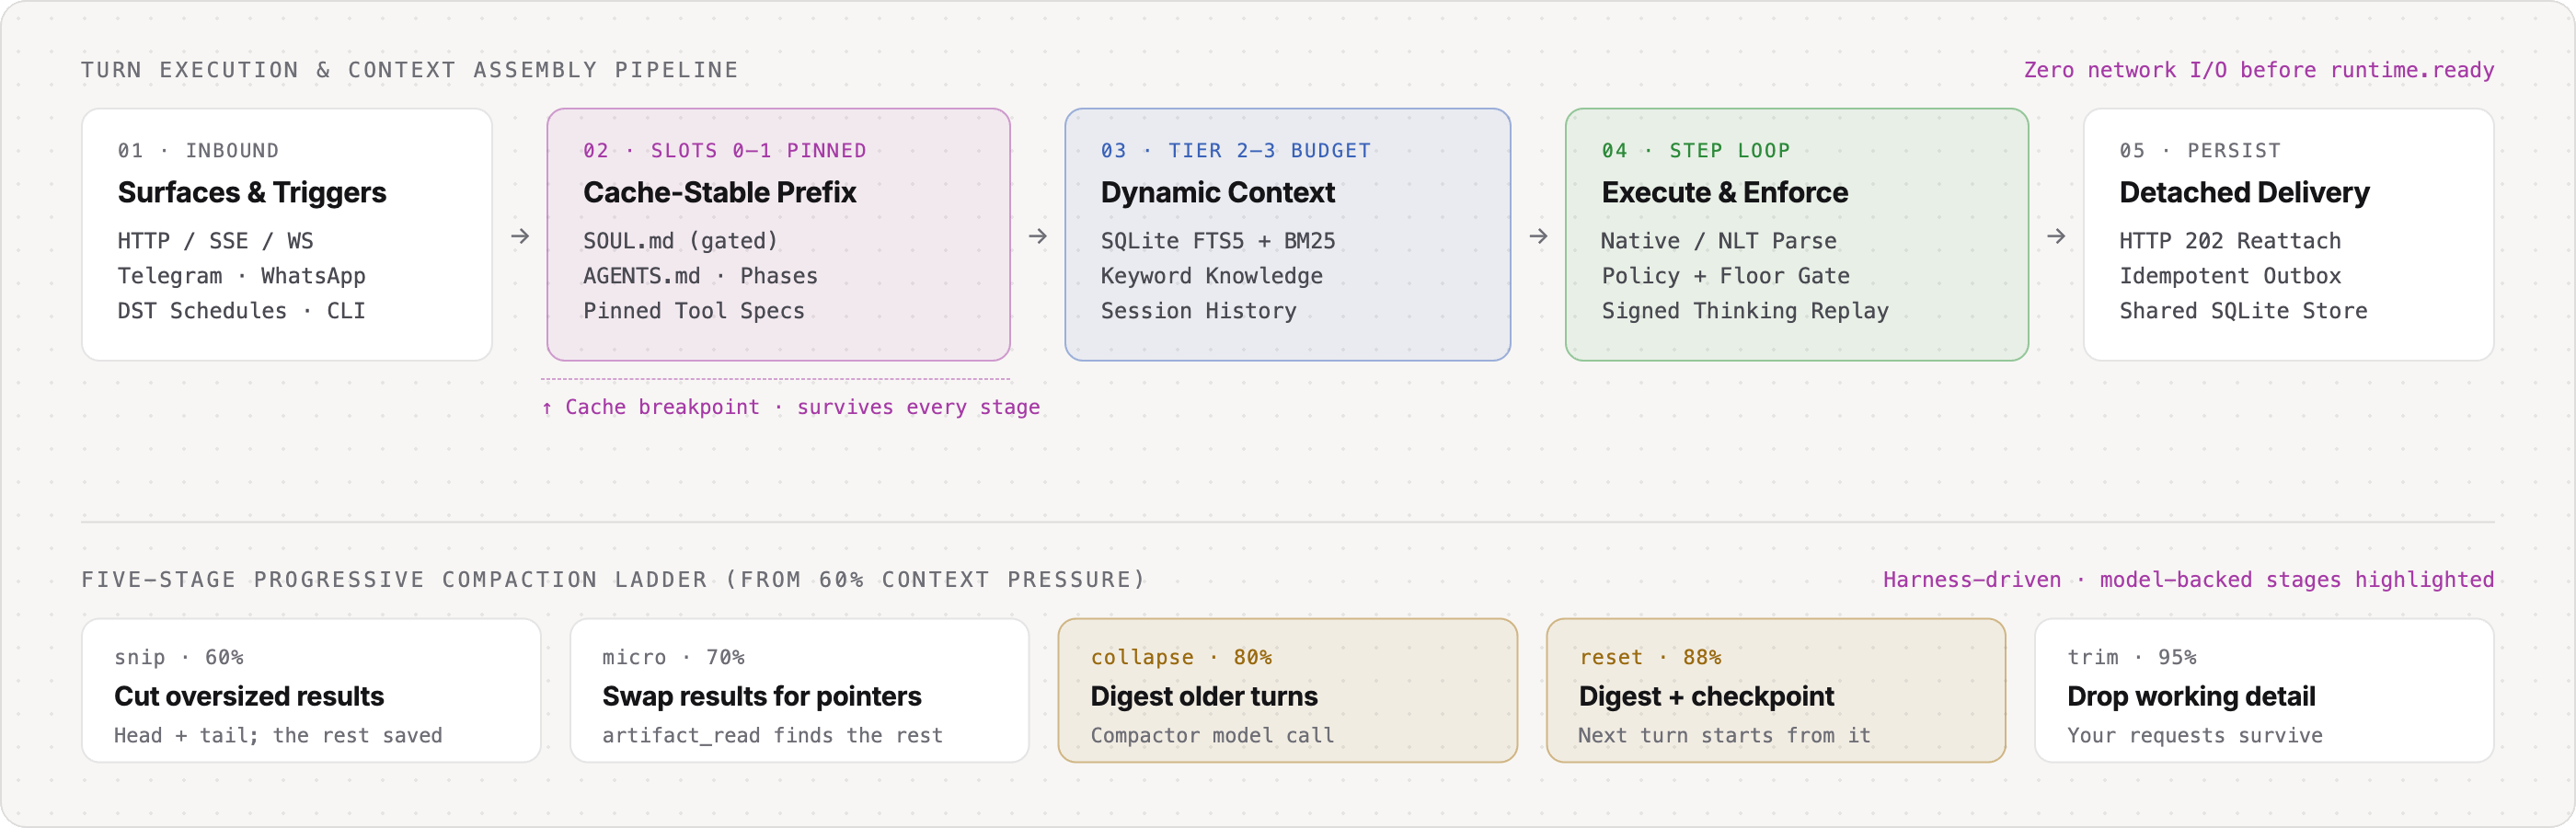 TURN EXECUTION & CONTEXT ASSEMBLY PIPELINE
Zero network I/O before runtime.ready
01 · INBOUND
Surfaces & Triggers
HTTP / SSE / WS
Telegram · WhatsApp
DST Schedules · CLI
→
02 · SLOTS 0–1 PINNED
Cache-Stable Prefix
SOUL.md (gated)
AGENTS.md · Phases
Pinned Tool Specs
→
03 · TIER 2–3 BUDGET
Dynamic Context
SQLite FTS5 + BM25
Keyword Knowledge
Session History
→
04 · STEP LOOP
Execute & Enforce
Native / NLT Parse
Policy + Floor Gate
Signed Thinking Replay
→
05 · PERSIST
Detached Delivery
HTTP 202 Reattach
Idempotent Outbox
Shared SQLite Store
↑ Cache breakpoint · survives every stage
FIVE–STAGE PROGRESSIVE COMPACTION LADDER (FROM 60% CONTEXT PRESSURE)
Harness–driven · model–backed stages highlighted
snip · 60%
Cut oversized results
Head + tail; the rest saved
micro · 70%
Swap results for pointers
artifact_read finds the rest
collapse · 80%
Digest older turns
Compactor model call
reset · 88%
Digest + checkpoint
Next turn starts from it
trim · 95%
Drop working detail
Your requests survive